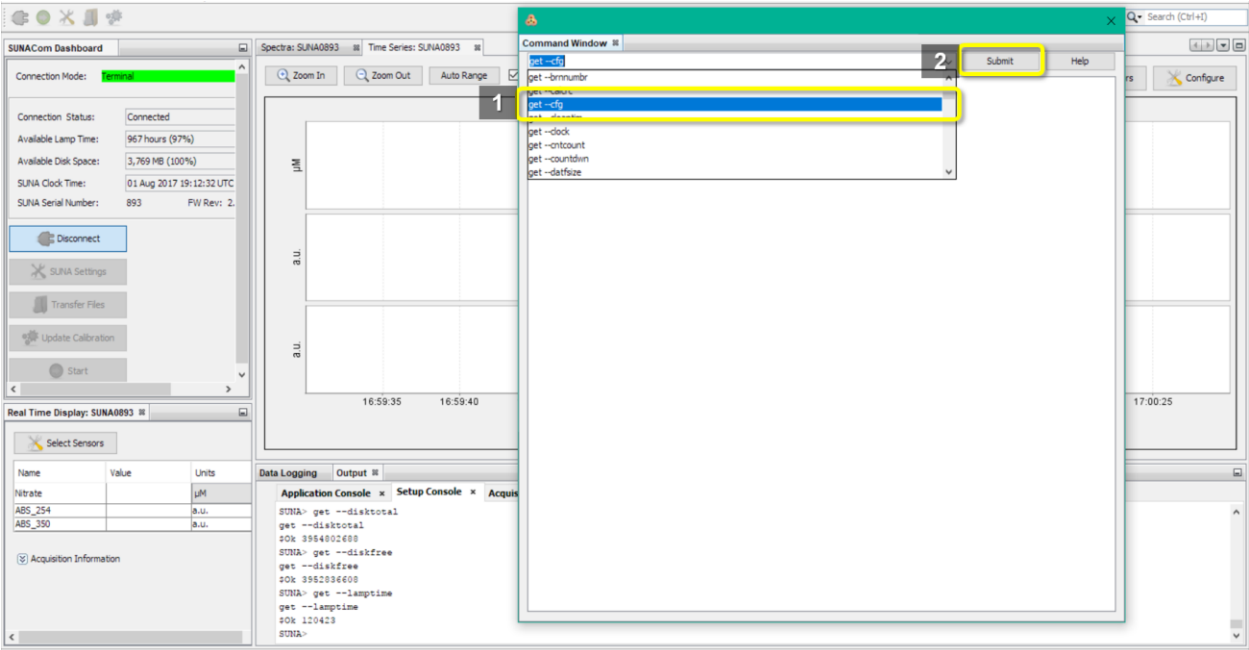 Search (Ctrl+I)
SUNACom Dashboard
Connection Mode: Terminal
Connection Status: Connected
Available Lamp Time: 967 hours (97%)
Available Disk Space: 3,769 MB (100%)
SUNA Clock Time: 01 Aug 2017 19:12:32 UTC
SUNA Serial Number: 893 FW Rev: 2.
Disconnect
SUNA Settings
Transfer Files
Update Calibration
Start
Real Time Display: SUNA0893
Select Sensors
Name Value Units
Nitrate µM
ABS_254 a.u.
ABS_350 a.u.
Acquisition Information
Spectra: SUNA0893 Time Series: SUNA0893
Zoom In Zoom Out Auto Range
Configure
µM
a.u.
a.u.
16:59:35 16:59:40 17:00:25
Command Window
get --cfg
2
Submit Help
get --brnnumbr
1
get --cfg
get --clock
get --cntcount
get --countdwn
get --datfsize
Data Logging Output
Application Console Setup Console Acquis
SUNA> get --disktotal
get --disktotal
$Ok 3954802688
SUNA> get --diskfree
get --diskfree
$Ok 3952836608
SUNA> get --lamptime
get --lamptime
$Ok 120423
SUNA>